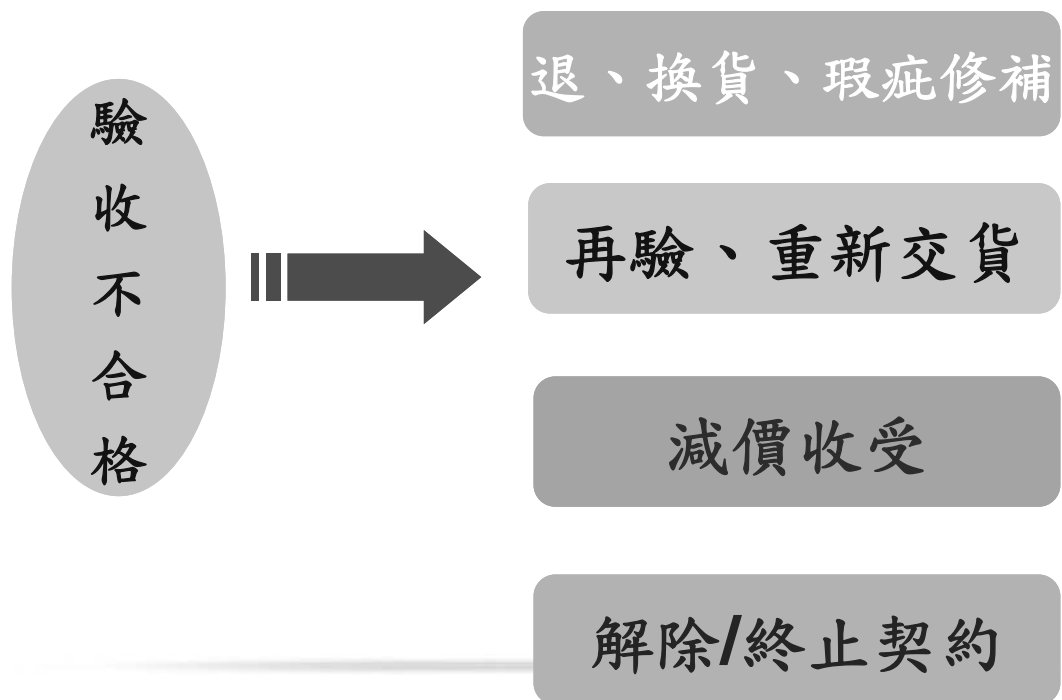 驗收不合格
退、換貨、瑕疵修補
再驗、重新交貨
減價收受
解除/終止契約